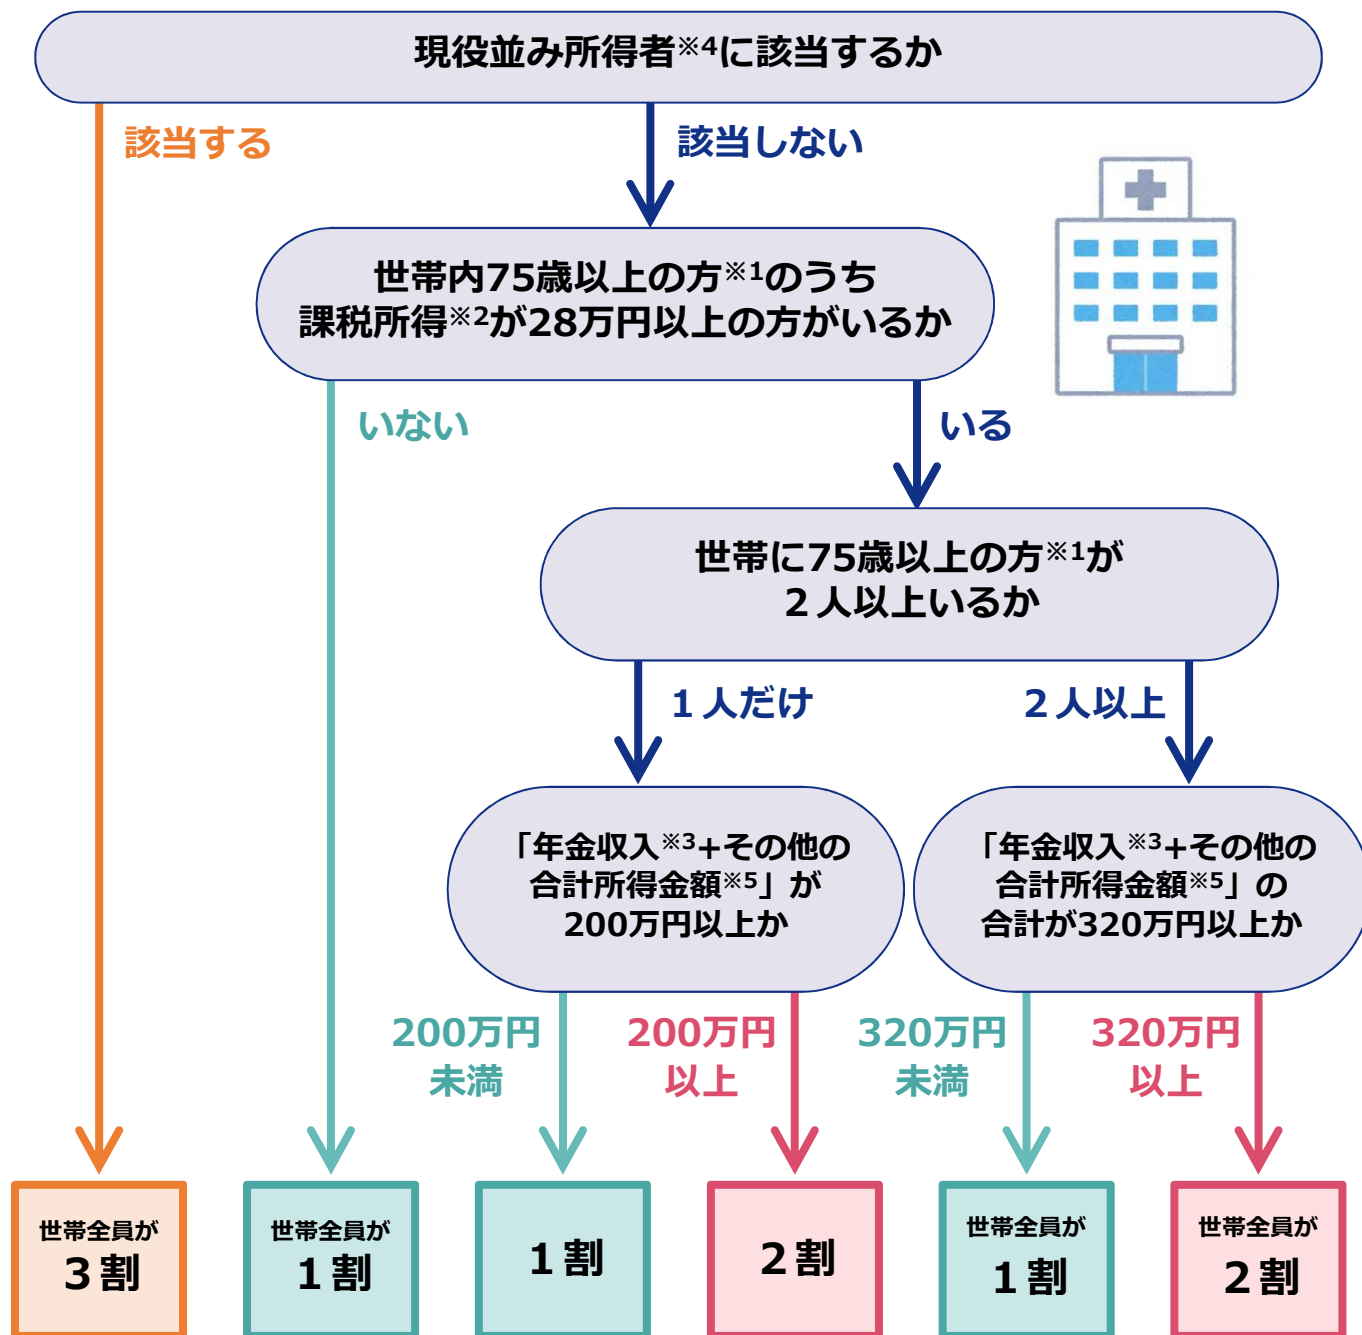 現役並み所得者※4に該当するか
該当する
該当しない
世帯内75歳以上の方※1のうち
課税所得※2が28万円以上の方がいるか
いない
いる
世帯に75歳以上の方※1が
２人以上いるか
１人だけ
２人以上
「年金収入※3+その他の
合計所得金額※5」が
200万円以上か
「年金収入※3+その他の
合計所得金額※5」の
合計が320万円以上か
200万円
未満
200万円
以上
320万円
未満
320万円
以上
世帯全員が
３割
世帯全員が
１割
１割
２割
世帯全員が
１割
世帯全員が
２割